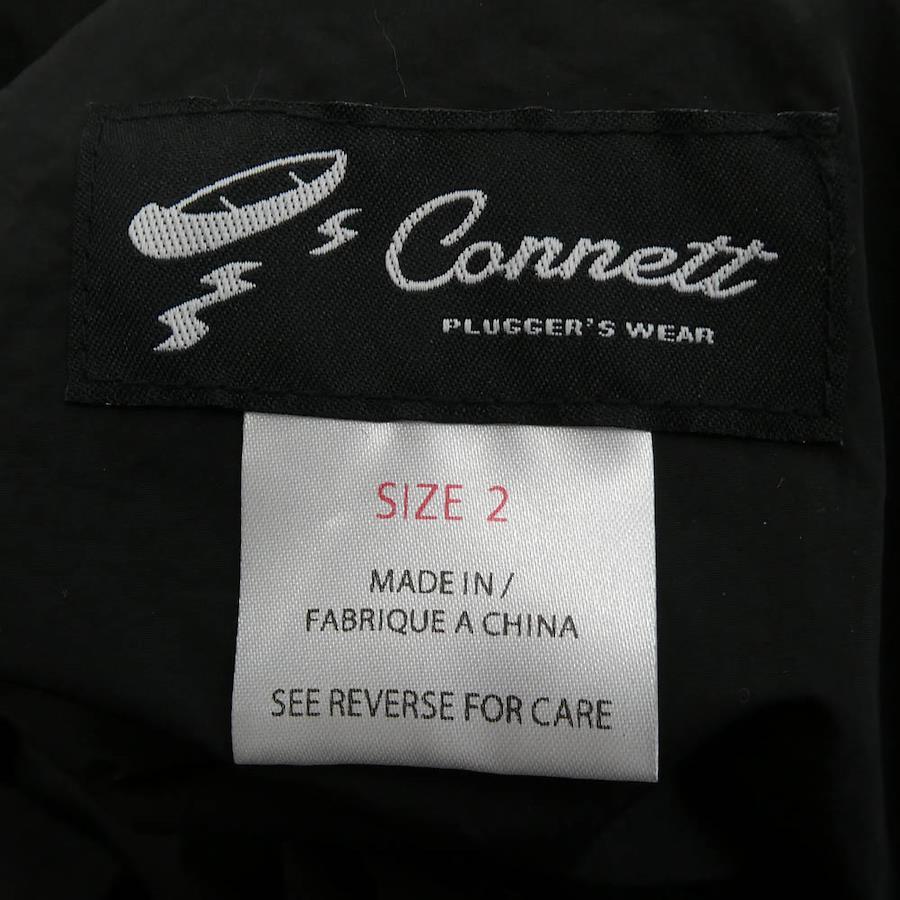 Connett
PLUGGER'S WEAR
SIZE 2
MADE IN /
FABRIQUE A CHINA
SEE REVERSE FOR CARE